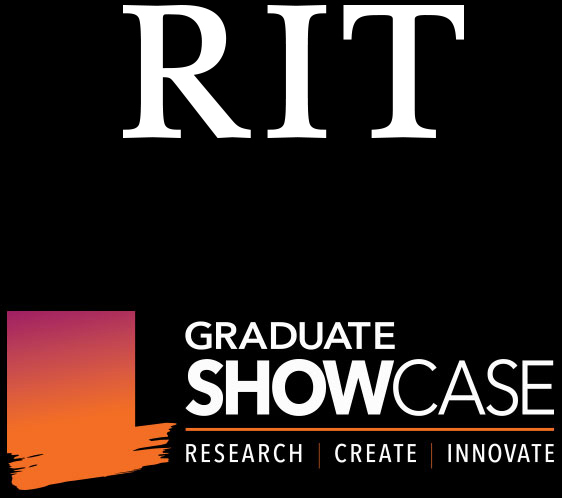 RIT
GRADUATE
SHOWCASE
RESEARCH | CREATE | INNOVATE